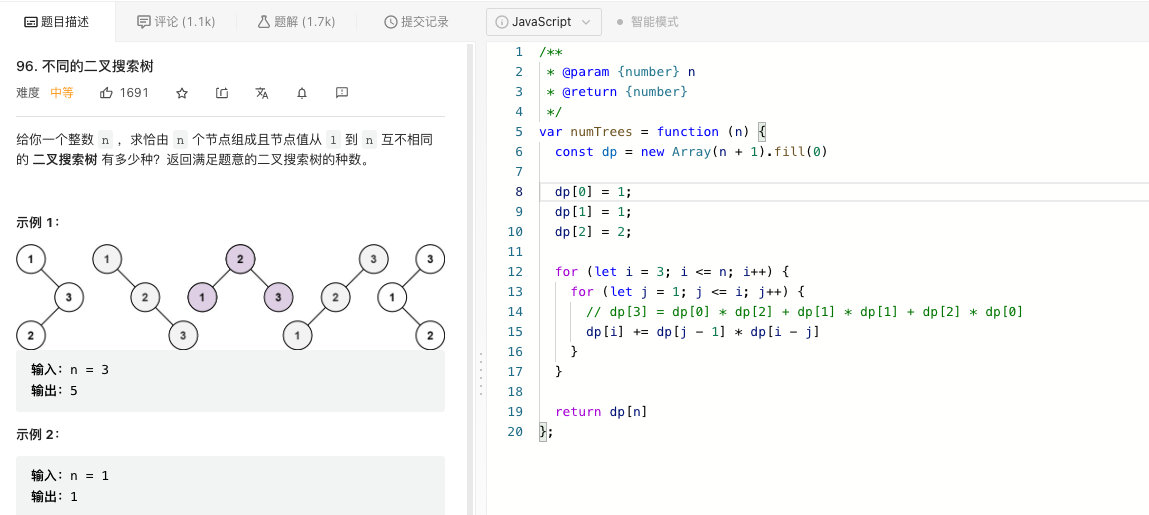 题目描述
评论 (1.1k)
题解 (1.7k)
提交记录
96. 不同的二叉搜索树
难度 中等 1691
给你一个整数 n ，求恰由 n 个节点组成且节点值从 1 到 n 互不相同
的 二叉搜索树 有多少种？返回满足题意的二叉搜索树的种数。
示例 1：
1 1 2 3 3
3 2 1 3 2 1
2 3 1 2
输入：n = 3
输出：5
示例 2：
输入：n = 1
输出：1
JavaScript
智能模式
1 /**
2 * @param {number} n
3 * @return {number}
4 */
5 var numTrees = function (n) {
6 const dp = new Array(n + 1).fill(0)
7
8 dp[0] = 1;
9 dp[1] = 1;
10 dp[2] = 2;
11
12 for (let i = 3; i <= n; i++) {
13 for (let j = 1; j <= i; j++) {
14 // dp[3] = dp[0] * dp[2] + dp[1] * dp[1] + dp[2] * dp[0]
15 dp[i] += dp[j - 1] * dp[i - j]
16 }
17 }
18
19 return dp[n]
20 };